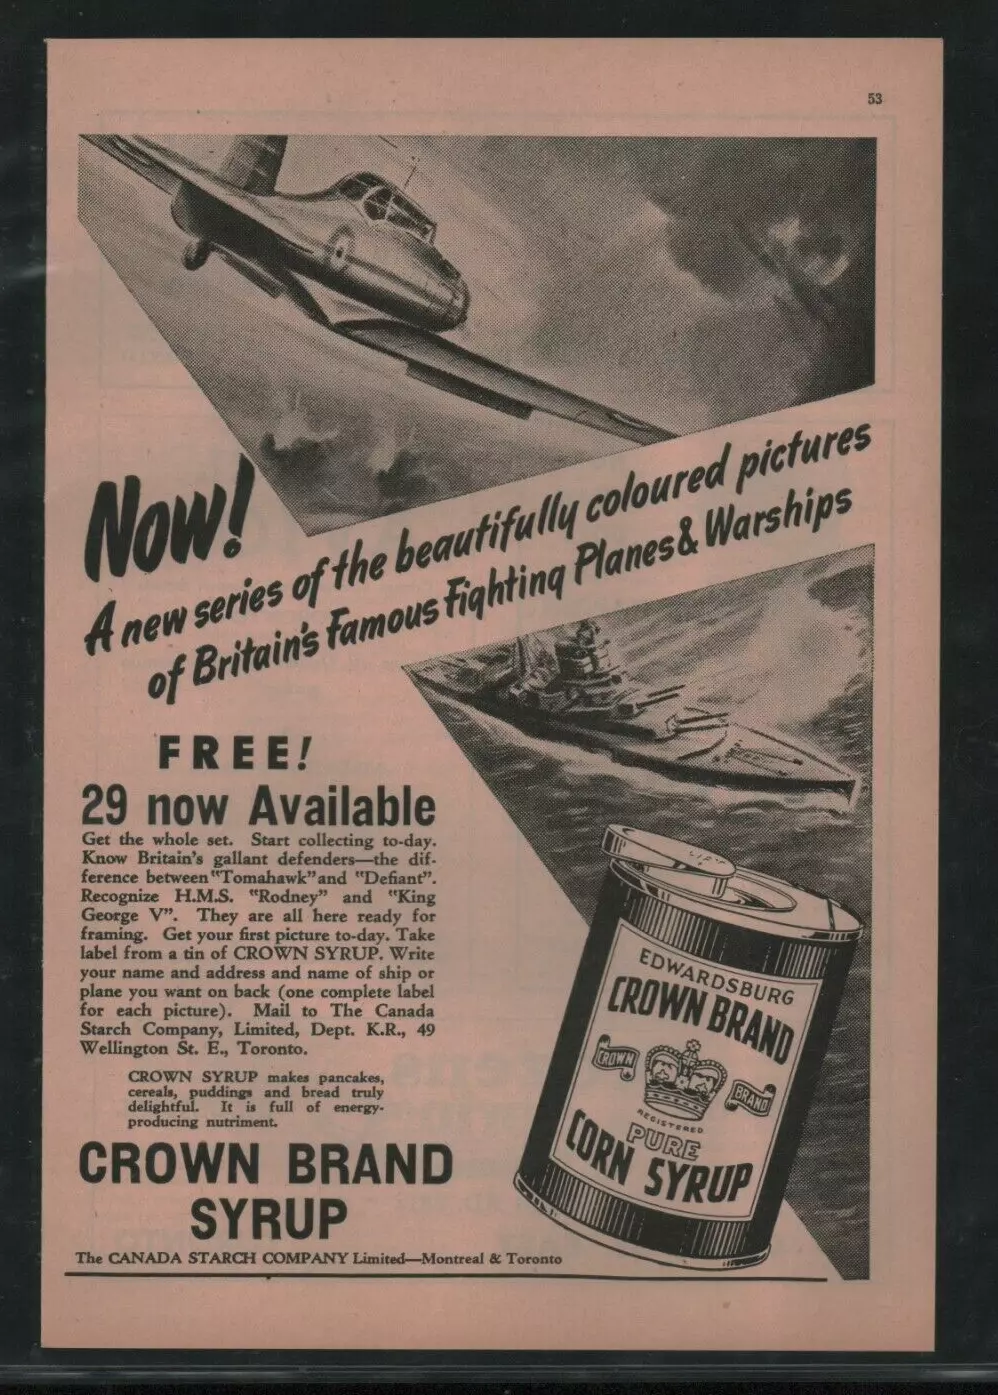 53
Now!
A new series of the beautifully coloured pictures
of Britain's Famous Fighting Planes & Warships
FREE!
29 now Available
Get the whole set. Start collecting to-day.
Know Britain's gallant defenders—the dif-
ference between "Tomahawk" and "Defiant".
Recognize H.M.S. "Rodney" and "King
George V". They are all here ready for
framing. Get your first picture to-day. Take
label from a tin of CROWN SYRUP. Write
your name and address and name of ship or
plane you want on back (one complete label
for each picture). Mail to The Canada
Starch Company, Limited, Dept. K.R., 49
Wellington St. E., Toronto.
CROWN SYRUP makes pancakes,
cereals, puddings and bread truly
delightful. It is full of energy-
producing nutriment.
CROWN BRAND
SYRUP
The CANADA STARCH COMPANY Limited—Montreal & Toronto
EDWARDSBURG
CROWN BRAND
CROWN
BRAND
REGISTERED
PURE
CORN SYRUP